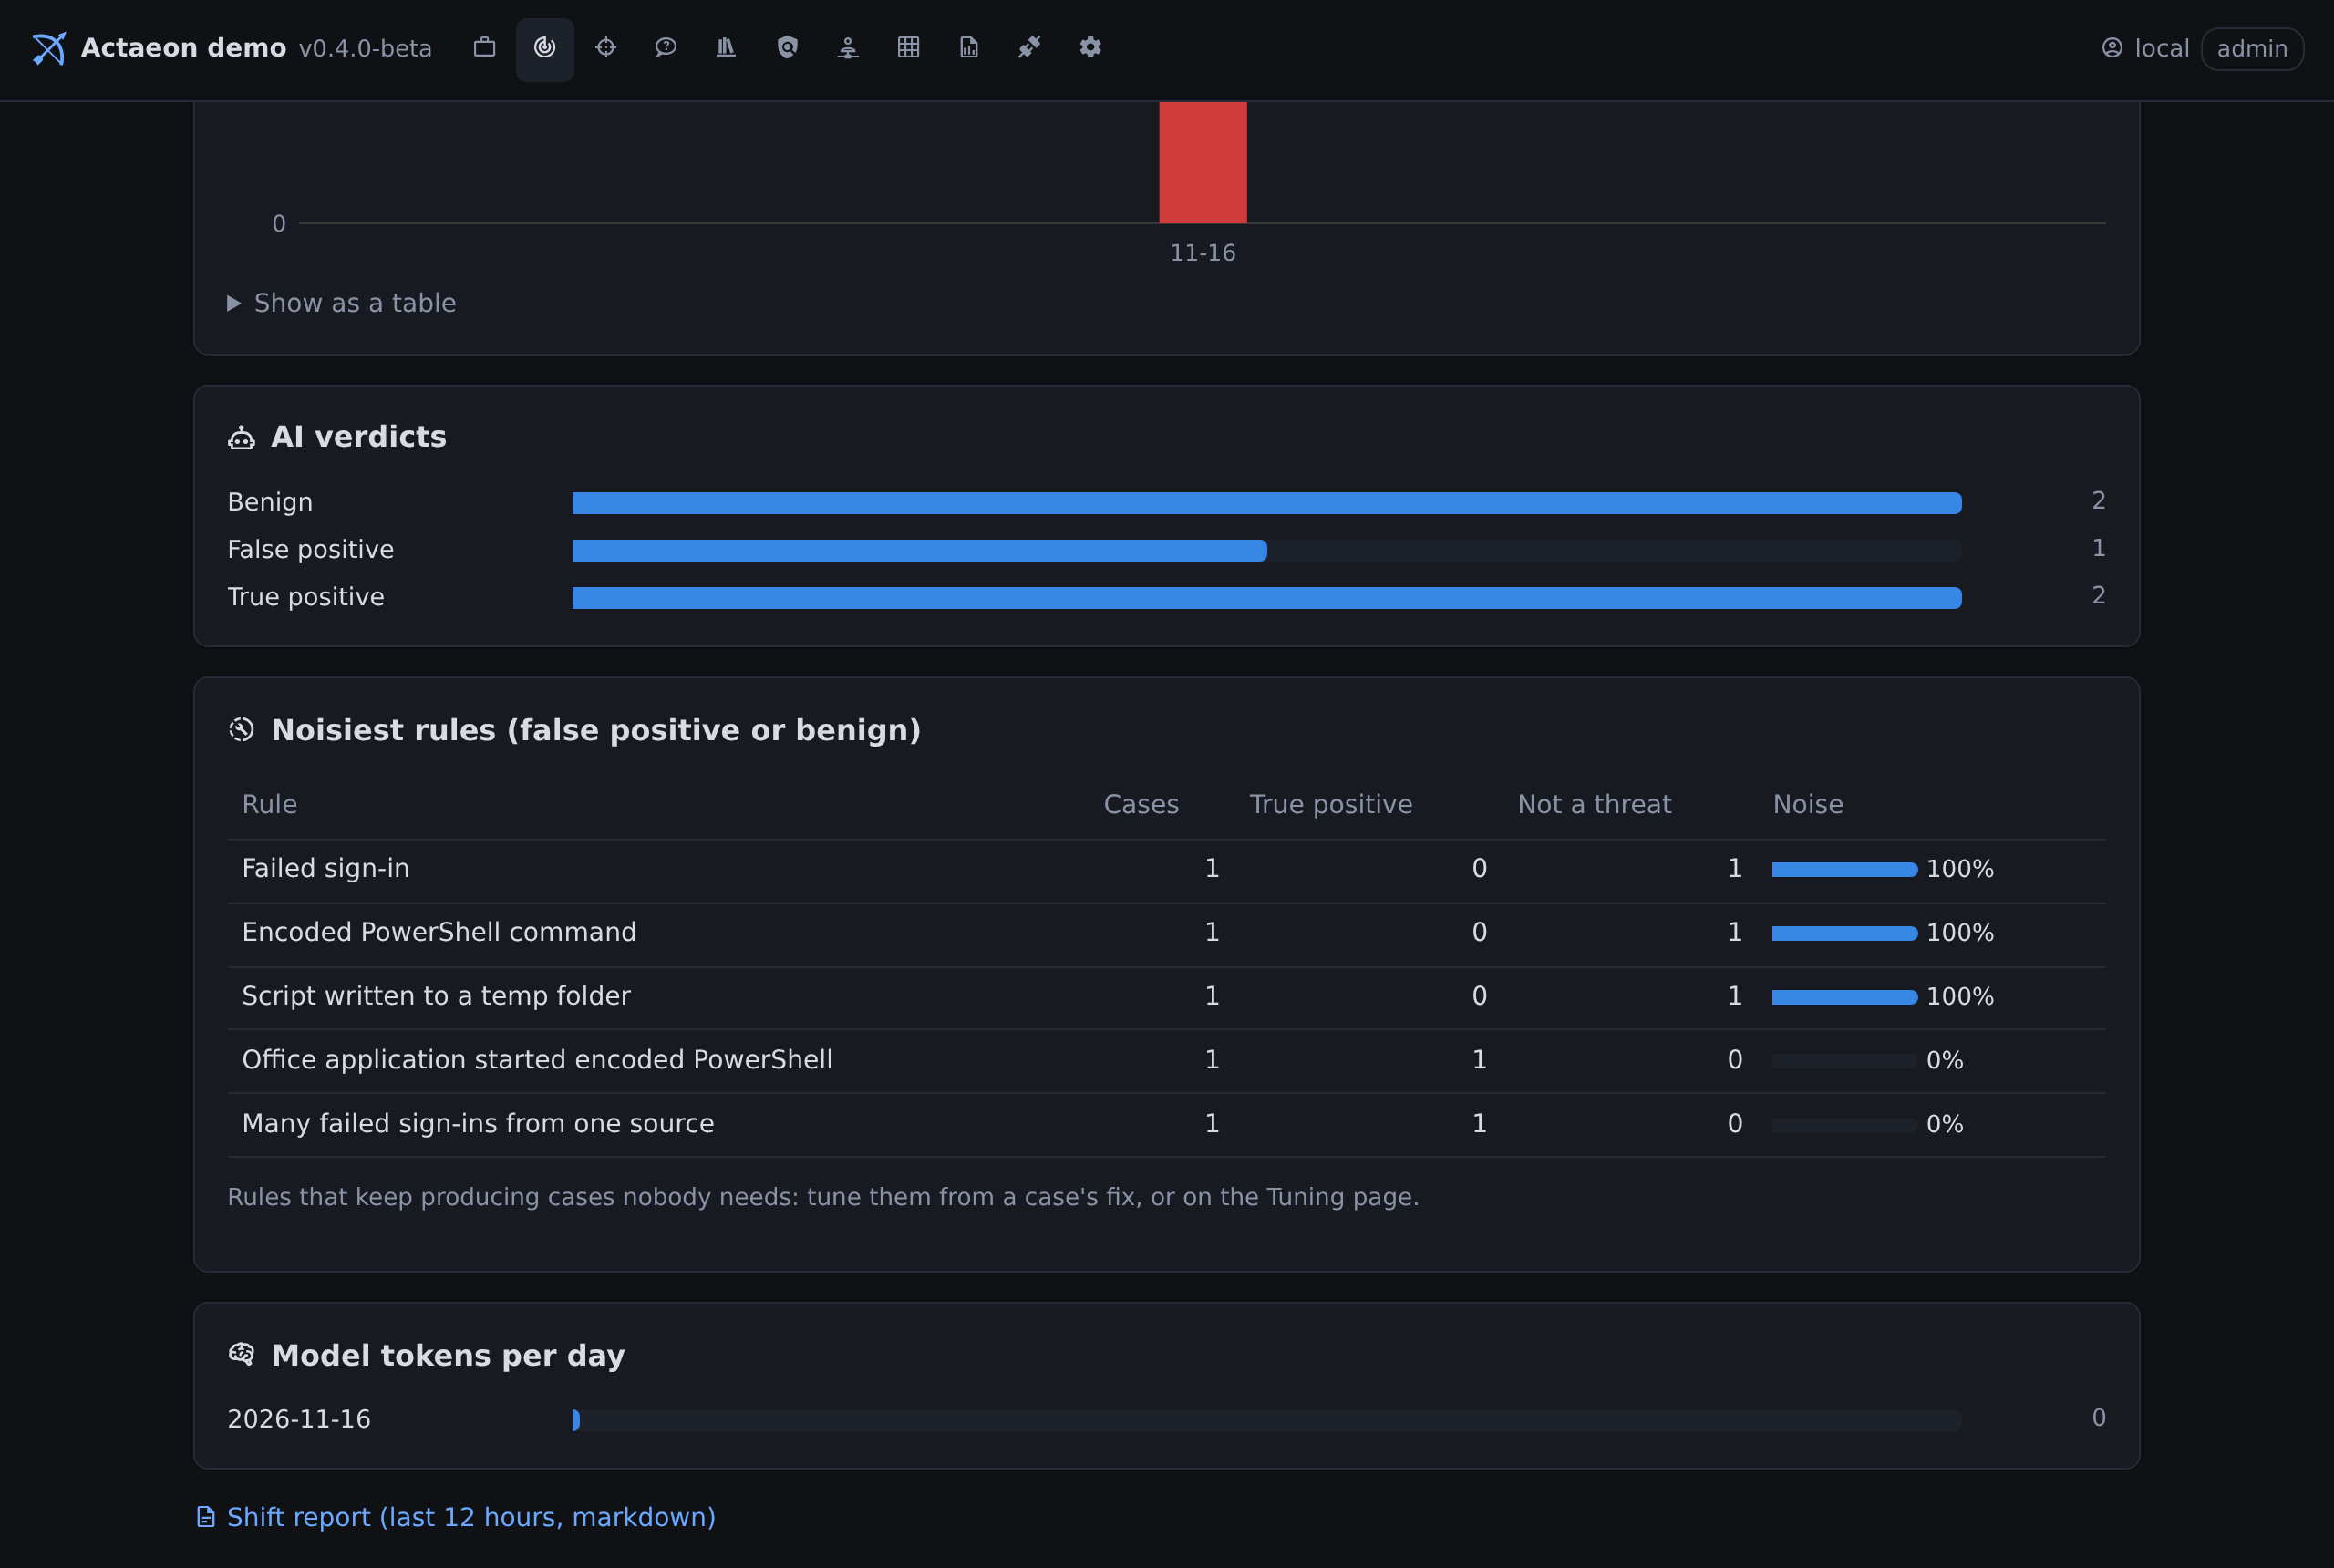 Actaeon demo v0.4.0-beta local admin
0
11-16
Show as a table
AI verdicts
Benign 2
False positive 1
True positive 2
Noisiest rules (false positive or benign)
Rule Cases True positive Not a threat Noise
Failed sign-in 1 0 1 100%
Encoded PowerShell command 1 0 1 100%
Script written to a temp folder 1 0 1 100%
Office application started encoded PowerShell 1 1 0 0%
Many failed sign-ins from one source 1 1 0 0%
Rules that keep producing cases nobody needs: tune them from a case's fix, or on the Tuning page.
Model tokens per day
2026-11-16 0
Shift report (last 12 hours, markdown)